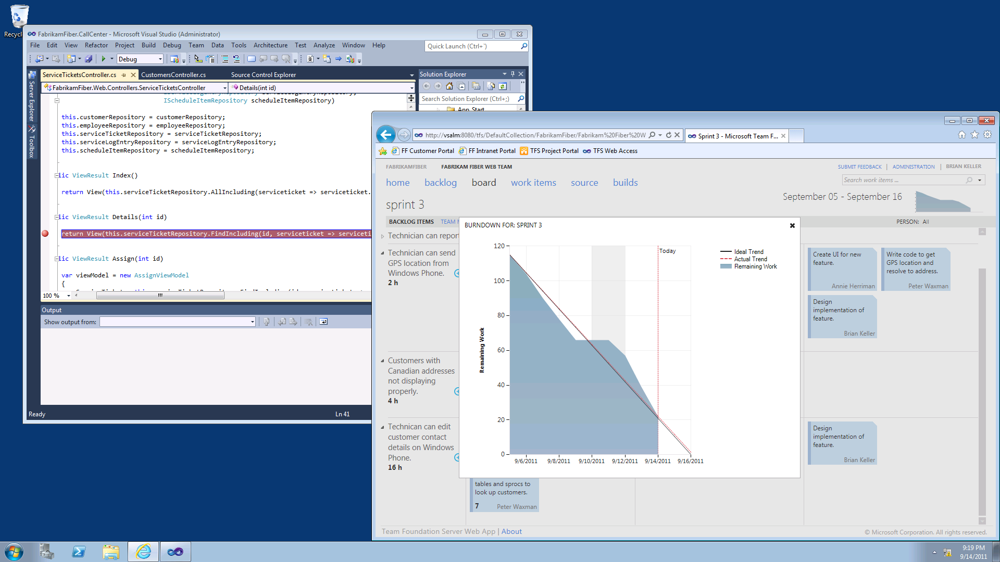 Recycl
FabrikamFiber.CallCenter - Microsoft Visual Studio (Administrator)
File Edit View Refactor Project Build Debug Team Data Tools Architecture Test Analyze Window Help
Quick Launch (Ctrl+`)
Debug
ServiceTicketsController.cs CustomersController.cs Source Control Explorer
FabrikamFiber.Web.Controllers.ServiceTicketsController Details(int id)
Server Explorer
Toolbox
IScheduleItemRepository scheduleItemRepository)
this.customerRepository = customerRepository;
this.employeeRepository = employeeRepository;
this.serviceTicketRepository = serviceTicketRepository;
this.serviceLogEntryRepository = serviceLogEntryRepository;
this.scheduleItemRepository = scheduleItemRepository;
lic ViewResult Index()
return View(this.serviceTicketRepository.AllIncluding(serviceticket => serviceticket.
lic ViewResult Details(int id)
return View(this.serviceTicketRepository.FindIncluding(id, serviceticket => serviceti
lic ViewResult Assign(int id)
var viewModel = new AssignViewModel
{
100 %
Output
Show output from:
Ready
Ln 41
Solution Explorer
Search Solution Explorer (Ctrl+;)
App_Start
http://vsalm:8080/tfs/DefaultCollection/FabrikamFiber/Fabrikam%20Fiber%20W
Sprint 3 - Microsoft Team F...
FF Customer Portal FF Intranet Portal TFS Project Portal TFS Web Access
FABRIKAMFIBER FABRIKAM FIBER WEB TEAM
SUBMIT FEEDBACK | ADMINISTRATION | BRIAN KELLER
home backlog board work items source builds
Search work items ...
sprint 3
September 05 - September 16
BACKLOG ITEMS TEAM M
PERSON: All
Technician can report
Technician can send
GPS location from
Windows Phone.
2 h
Customers with
Canadian addresses
not displaying
properly.
4 h
Technician can edit
customer contact
details on Windows
Phone.
16 h
BURNDOWN FOR: SPRINT 3
120
100
80
60
40
20
0
Remaining Work
Today
9/6/2011 9/8/2011 9/10/2011 9/12/2011 9/14/2011 9/16/2011
Ideal Trend
Actual Trend
Remaining Work
Create UI for new
feature.
Annie Herriman
Write code to get
GPS location and
resolve to address.
Peter Waxman
Design
implementation of
feature.
Brian Keller
Design
implementation of
feature.
Brian Keller
tables and sprocs to
look up customers.
7 Peter Waxman
Team Foundation Server Web App | About
© Microsoft Corporation. All rights reserved.
9:19 PM
9/14/2011